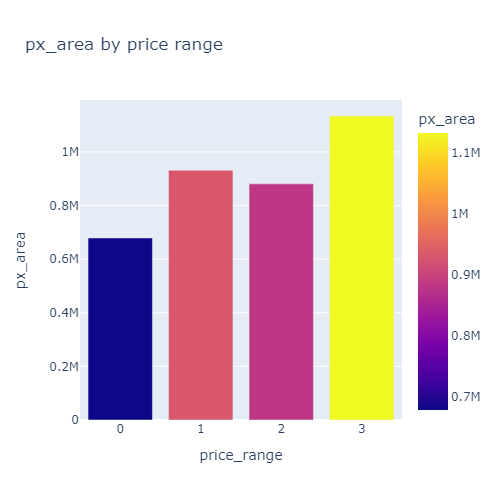 px_area by price range
px_area
1.1M
1M
0.9M
0.8M
0.7M
1M
0.8M
0.6M
0.4M
0.2M
0
px_area
0 1 2 3
price_range